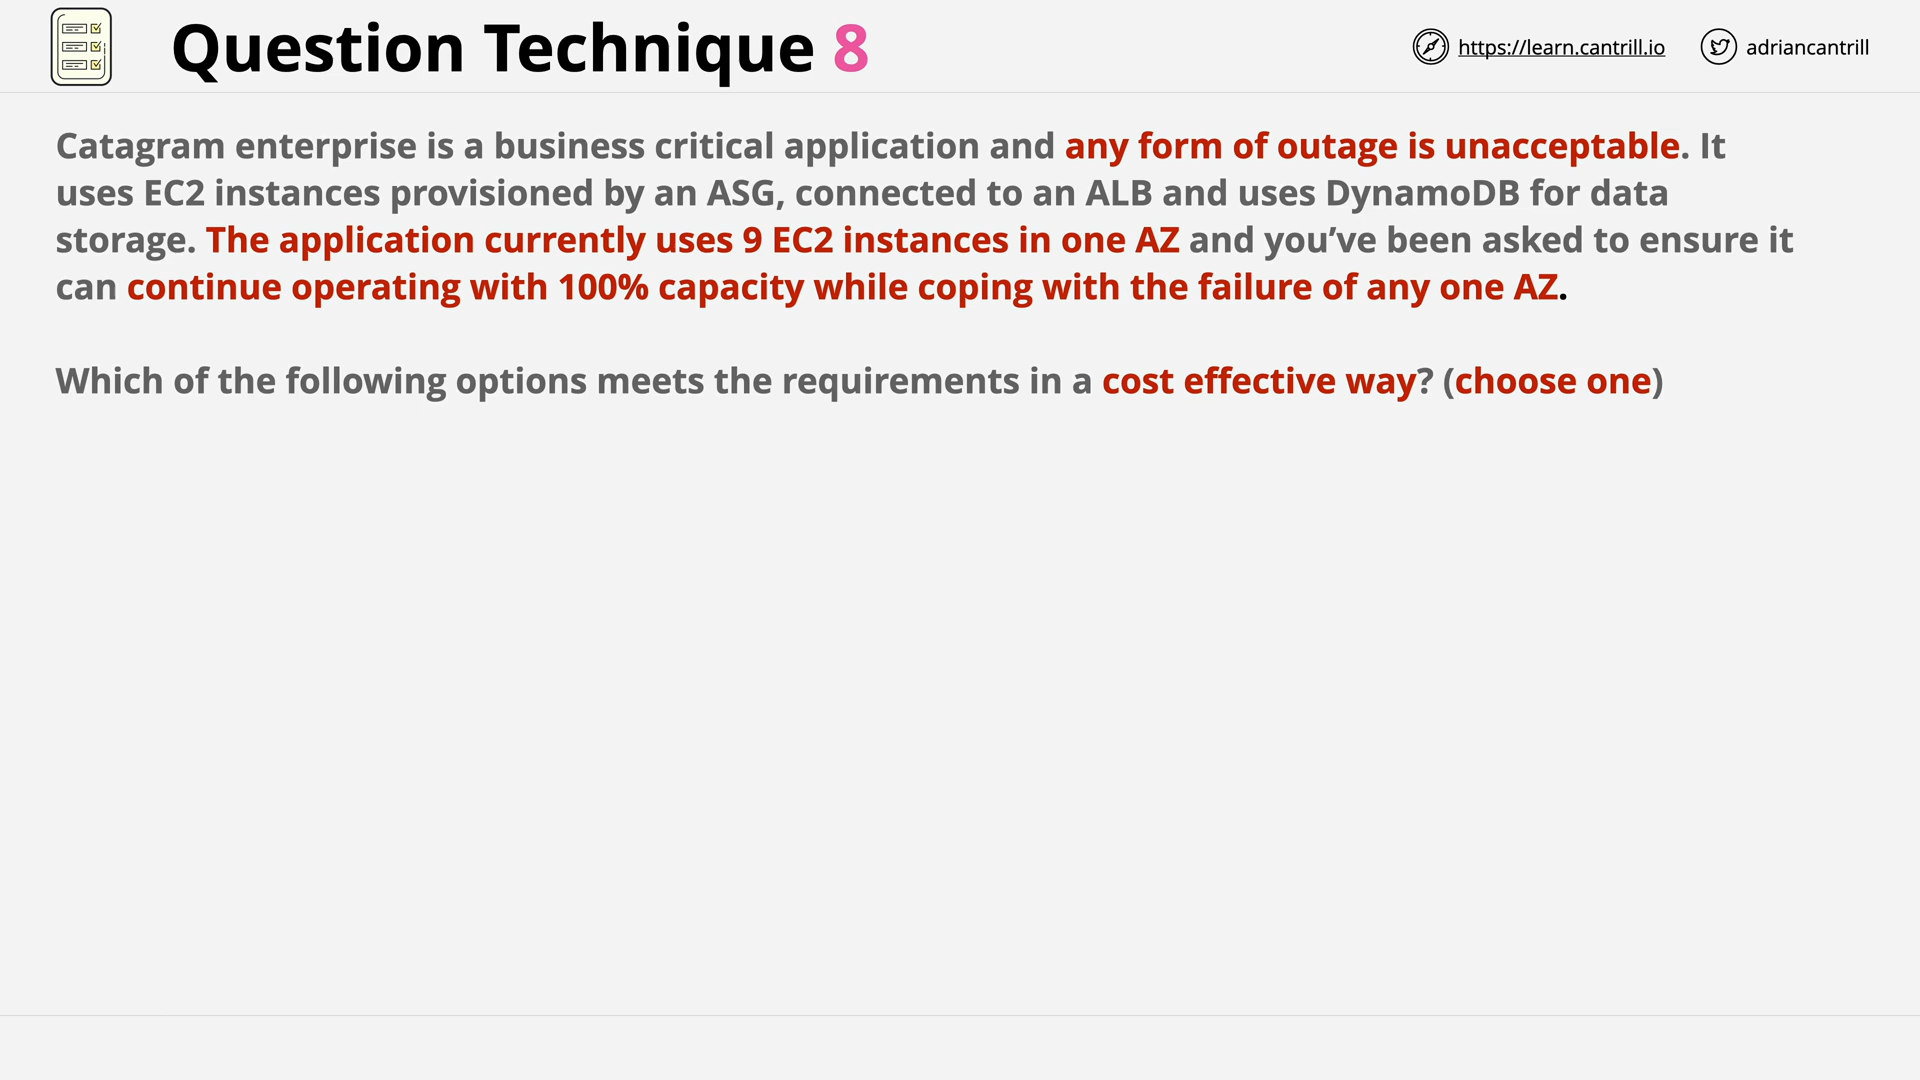 Question Technique 8
https://learn.cantrill.io
adriancantrill
Catagram enterprise is a business critical application and any form of outage is unacceptable. It
uses EC2 instances provisioned by an ASG, connected to an ALB and uses DynamoDB for data
storage. The application currently uses 9 EC2 instances in one AZ and you’ve been asked to ensure it
can continue operating with 100% capacity while coping with the failure of any one AZ.
Which of the following options meets the requirements in a cost effective way? (choose one)